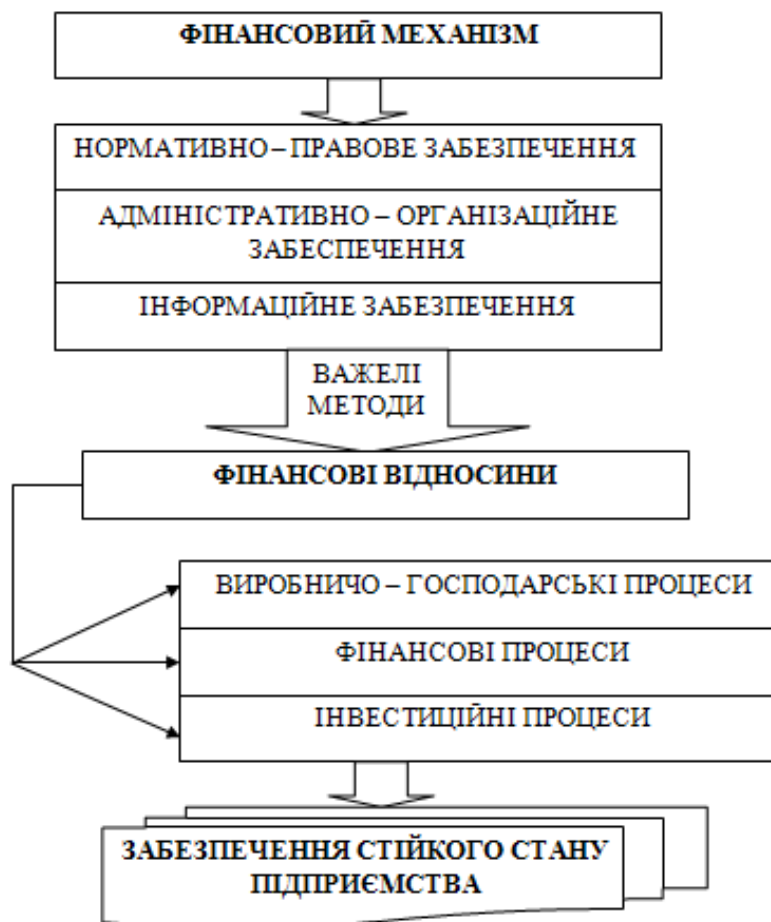 ФІНАНСОВИЙ МЕХАНІЗМ
НОРМАТИВНО – ПРАВОВЕ ЗАБЕЗПЕЧЕННЯ
АДМІНІСТРАТИВНО – ОРГАНІЗАЦІЙНЕ
ЗАБЕСПЕЧЕННЯ
ІНФОРМАЦІЙНЕ ЗАБЕЗПЕЧЕННЯ
ВАЖЕЛІ
МЕТОДИ
ФІНАНСОВІ ВІДНОСИНИ
ВИРОБНИЧО – ГОСПОДАРСЬКІ ПРОЦЕСИ
ФІНАНСОВІ ПРОЦЕСИ
ІНВЕСТИЦІЙНІ ПРОЦЕСИ
ЗАБЕЗПЕЧЕННЯ СТІЙКОГО СТАНУ
ПІДПРИЄМСТВА